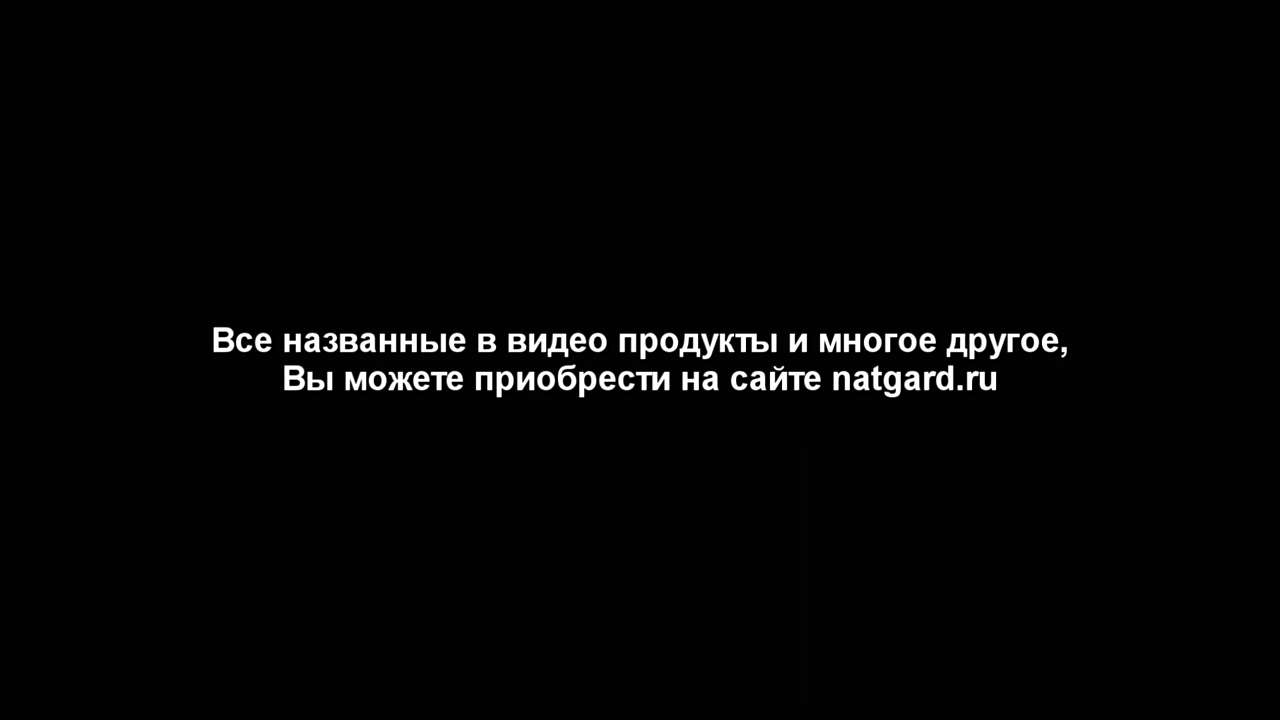 Все названные в видео продукты и многое другое,
Вы можете приобрести на сайте natgard.ru